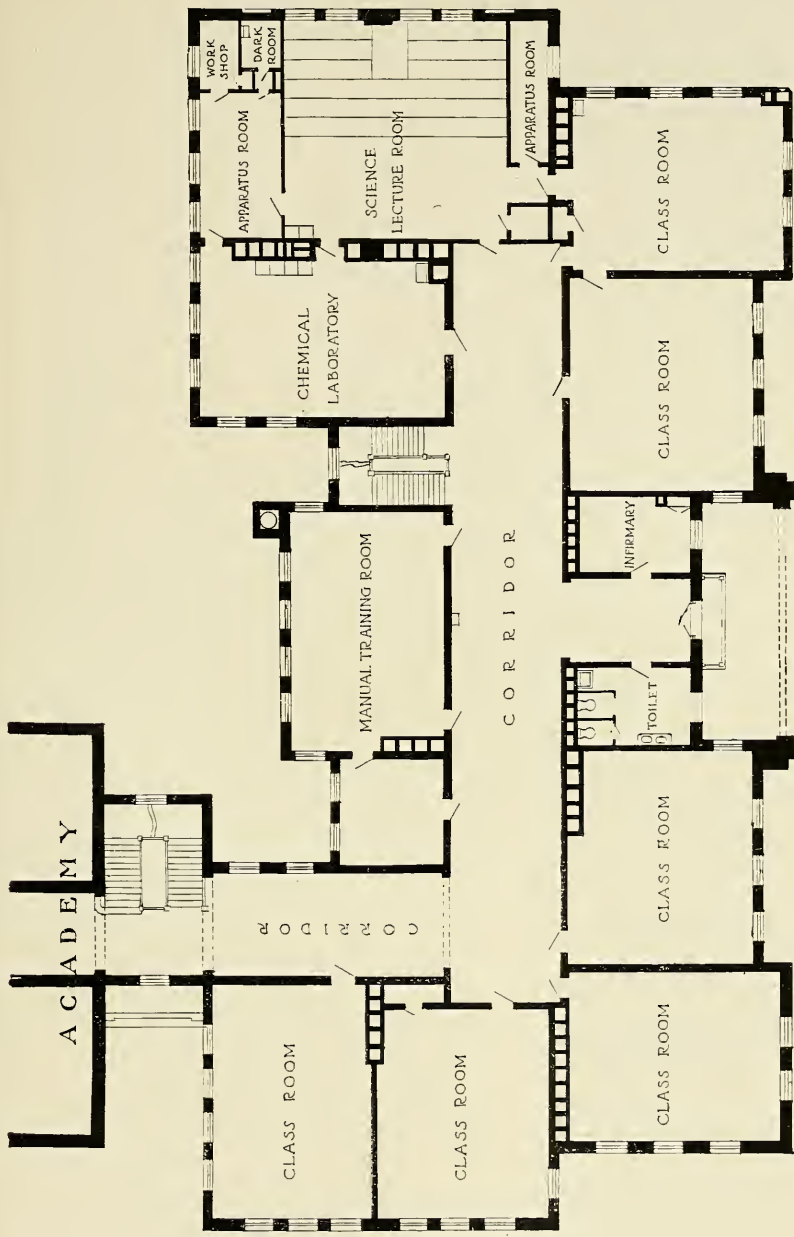 WORK
SHOP
DARK
ROOM
APPARATUS ROOM
SCIENCE
LECTURE ROOM
APPARATUS ROOM
CLASS ROOM
CHEMICAL
LABORATORY
CLASS ROOM
MANUAL TRAINING ROOM
CORRIDOR
INFIRMARY
TOILET
ACADEMY
CORRIDOR
CLASS ROOM
CLASS ROOM
CLASS ROOM
CLASS ROOM